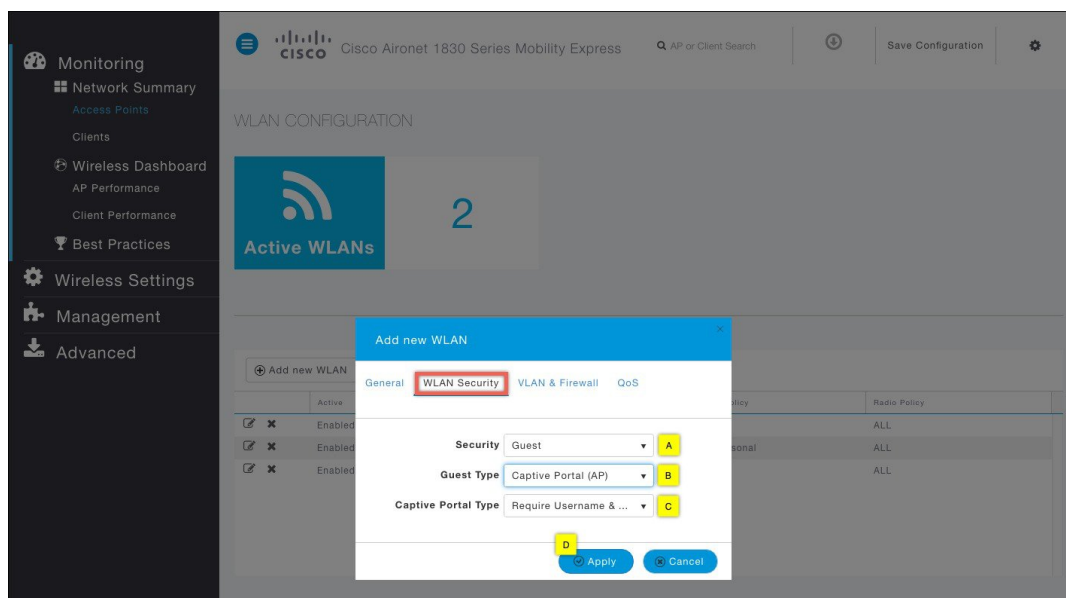 CISCO
Cisco Aironet 1830 Series Mobility Express
AP or Client Search
Save Configuration
Monitoring
Network Summary
Access Points
Clients
Wireless Dashboard
AP Performance
Client Performance
Best Practices
Wireless Settings
Management
Advanced
WLAN CONFIGURATION
Active WLANs
2
Add new WLAN
Active
Radio Policy
Enabled
ALL
Enabled
sonal
ALL
Enabled
ALL
Add new WLAN
General
WLAN Security
VLAN & Firewall
QoS
Security Guest A
Guest Type Captive Portal (AP) B
Captive Portal Type Require Username & ... C
D
Apply
Cancel